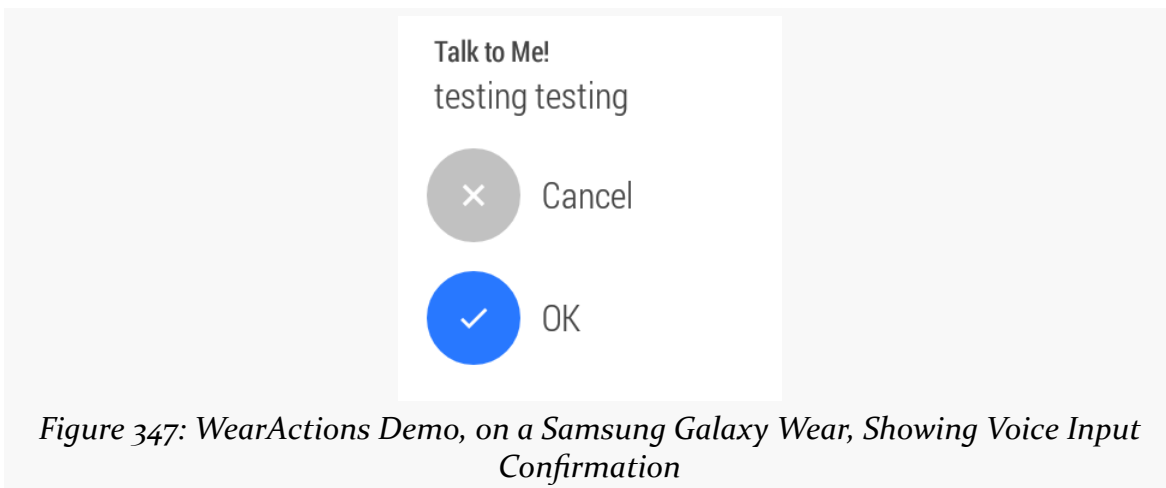 Talk to Me!
testing testing
Cancel
OK
Figure 347: WearActions Demo, on a Samsung Galaxy Wear, Showing Voice Input
Confirmation